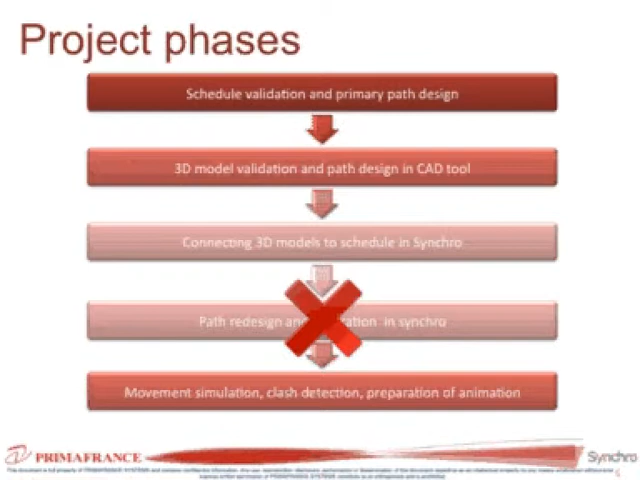 Project phases
Schedule validation and primary path design
3D model validation and path design in CAD tool
Connecting 3D models to schedule in Synchro
Path redesign and in synchro
Movement simulation, clash detection, preparation of animation
PRIMAFRANCE
Synchro